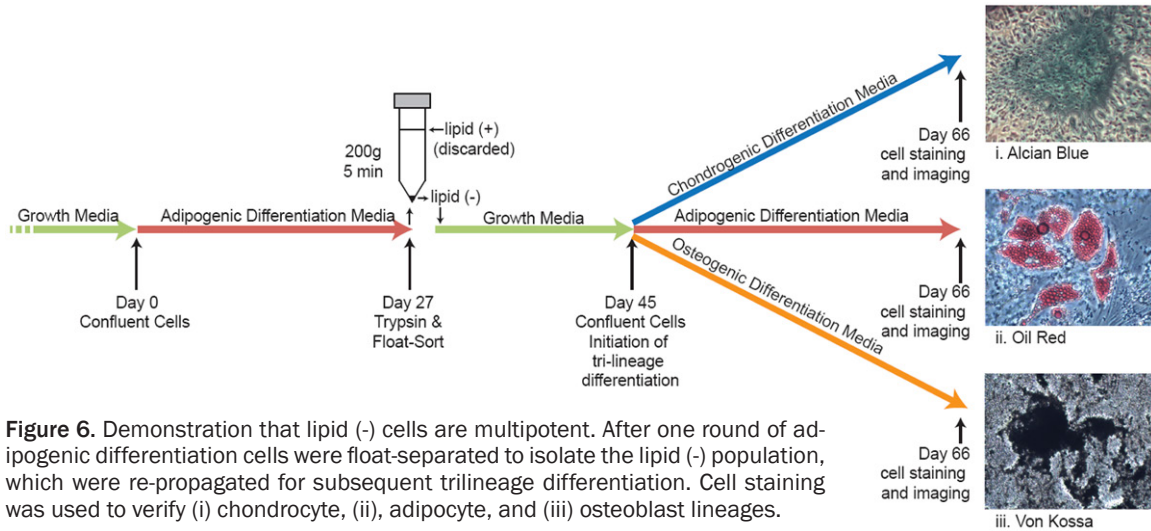 Growth Media
Day 0
Confluent Cells
Adipogenic Differentiation Media
200g
5 min
lipid (+)
(discarded)
lipid (-)
Day 27
Trypsin &
Float-Sort
Growth Media
Day 45
Confluent Cells
Initiation of
tri-lineage
differentiation
Chondrogenic Differentiation Media
Day 66
cell staining
and imaging
i. Alcian Blue
Adipogenic Differentiation Media
Day 66
cell staining
and imaging
ii. Oil Red
Osteogenic Differentiation Media
Day 66
cell staining
and imaging
iii. Von Kossa
Figure 6. Demonstration that lipid (-) cells are multipotent. After one round of ad-
ipogenic differentiation cells were float-separated to isolate the lipid (-) population,
which were re-propagated for subsequent trilineage differentiation. Cell staining
was used to verify (i) chondrocyte, (ii), adipocyte, and (iii) osteoblast lineages.